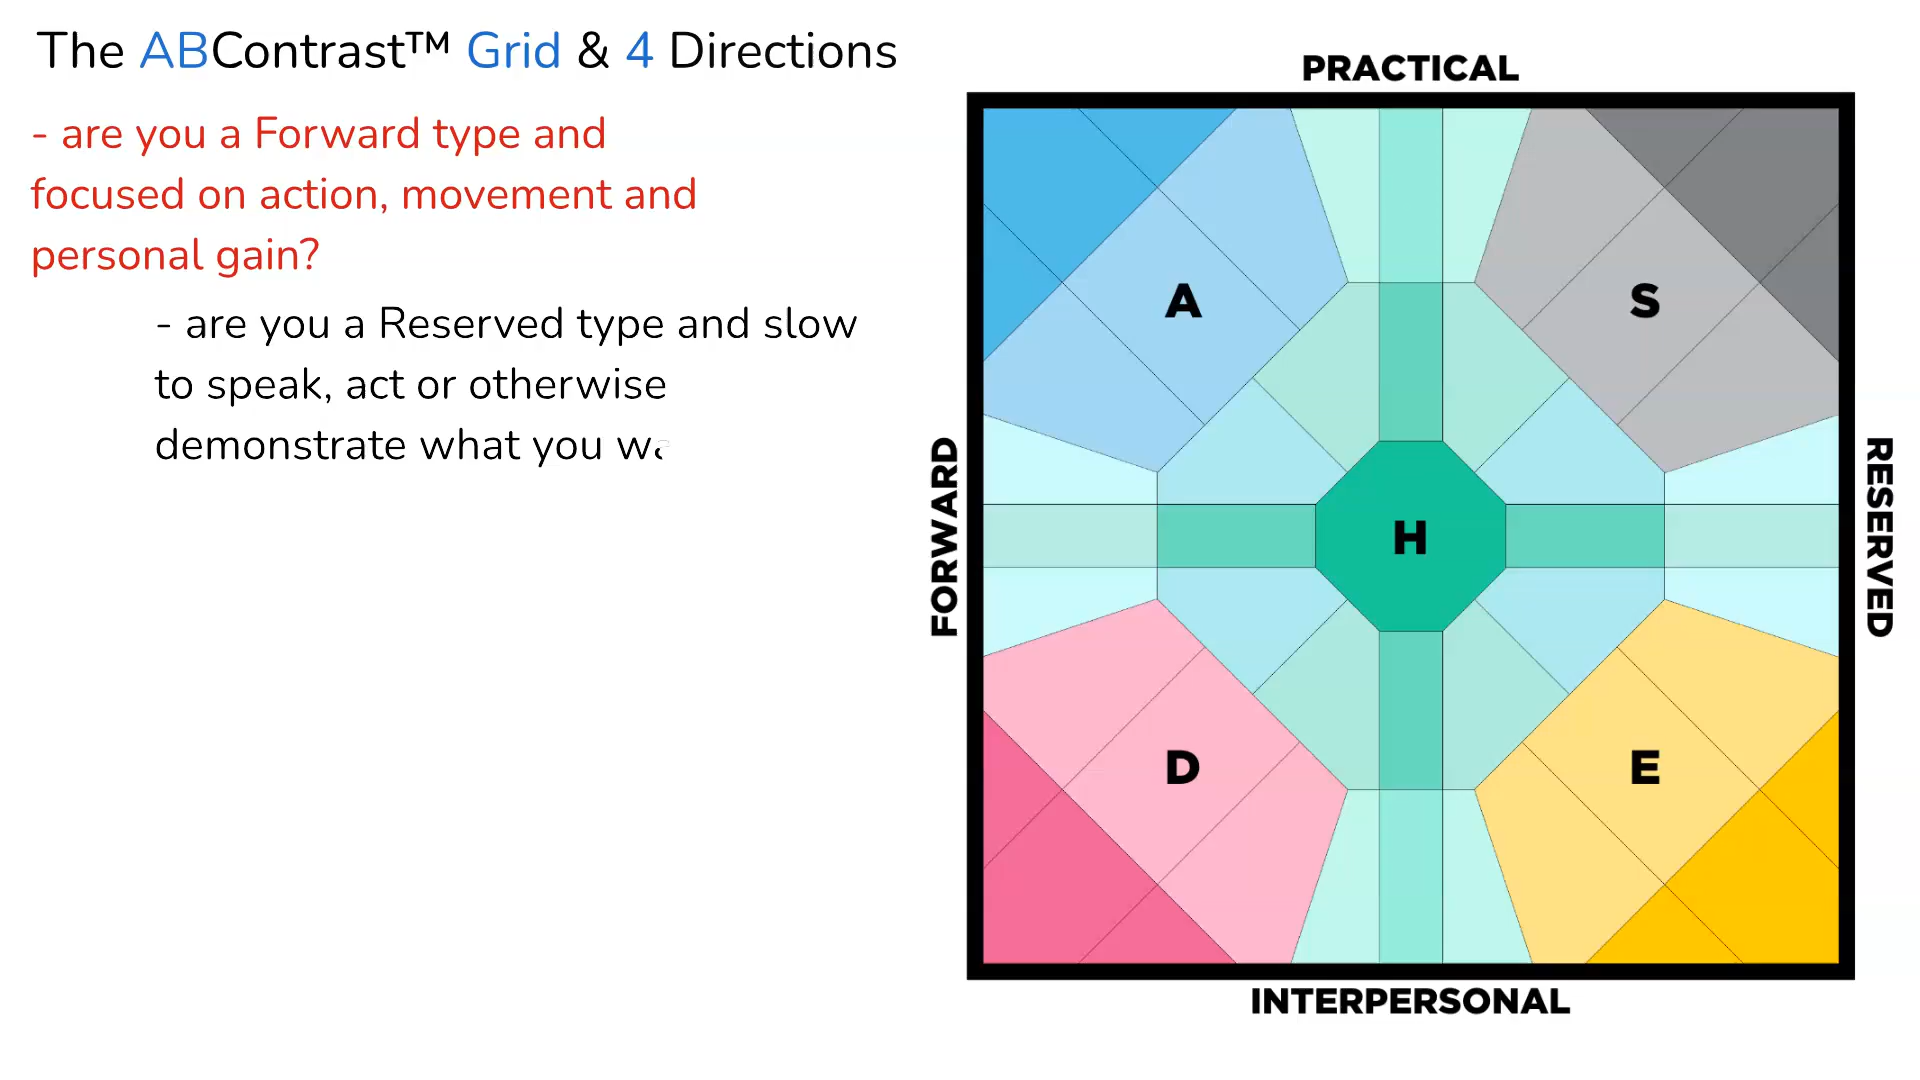 The ABContrast™ Grid & 4 Directions
- are you a Forward type and
focused on action, movement and
personal gain?
- are you a Reserved type and slow
to speak, act or otherwise
demonstrate what you
PRACTICAL
A
S
FORWARD
H
RESERVED
D
E
INTERPERSONAL